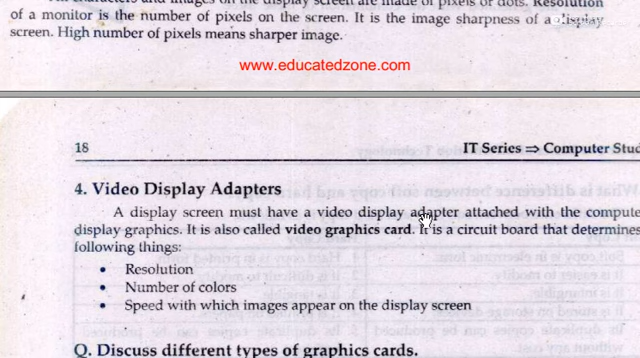 of a monitor is the number of pixels on the screen. It is the image sharpness of a display
screen. High number of pixels means sharper image.
www.educatedzone.com
18 IT Series ⇒ Computer Stud
4. Video Display Adapters
A display screen must have a video display adapter attached with the compute
display graphics. It is also called video graphics card. It is a circuit board that determines
following things:
• Resolution
• Number of colors
• Speed with which images appear on the display screen
Q. Discuss different types of graphics cards.